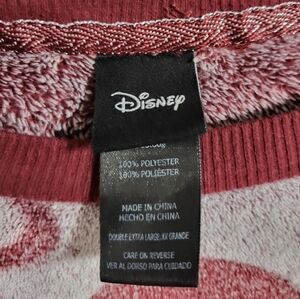 Disney
100% POLYESTER
100% POLIÉSTER
MADE IN CHINA
HECHO EN CHINA
DOUBLE EXTRA LARGE, XX GRANDE
CARE ON REVERSE
VER AL DORSO PARA CUIDADO